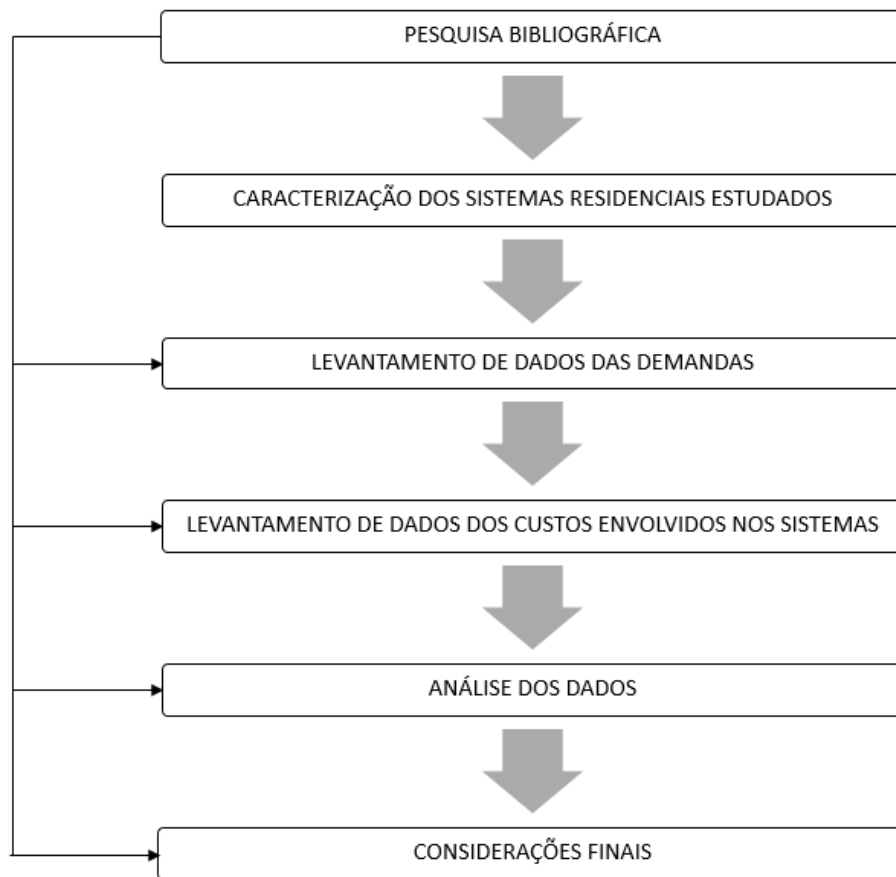 PESQUISA BIBLIOGRÁFICA
CARACTERIZAÇÃO DOS SISTEMAS RESIDENCIAIS ESTUDADOS
LEVANTAMENTO DE DADOS DAS DEMANDAS
LEVANTAMENTO DE DADOS DOS CUSTOS ENVOLVIDOS NOS SISTEMAS
ANÁLISE DOS DADOS
CONSIDERAÇÕES FINAIS